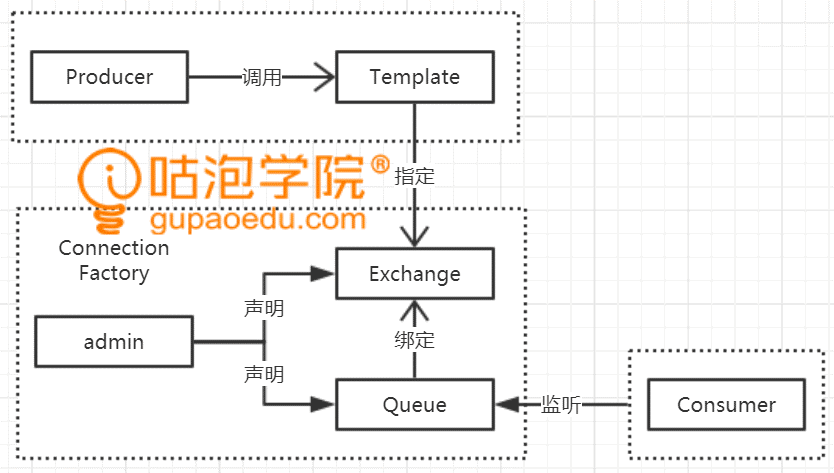 Producer
调用
Template
咕泡学院®
gupaoedu.com
指定
Connection
Factory
Exchange
声明
admin
绑定
声明
Queue
监听
Consumer